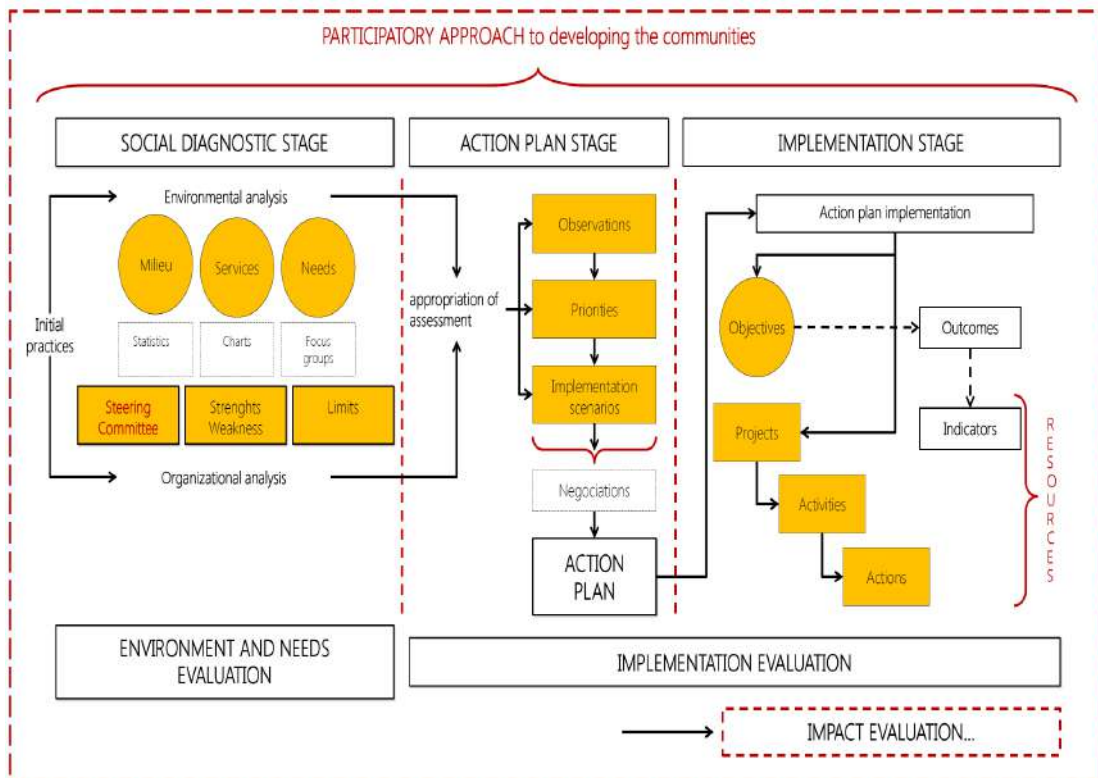 PARTICIPATORY APPROACH to developing the communities
SOCIAL DIAGNOSTIC STAGE
ACTION PLAN STAGE
IMPLEMENTATION STAGE
Environmental analysis
Milieu
Services
Needs
Initial
practices
Statistics
Charts
Focus
groups
Steering
Committee
Strenghts
Weakness
Limits
Organizational analysis
appropriation of
assessment
Observations
Priorities
Implementation
scenarios
Negociations
ACTION
PLAN
Action plan implementation
Objectives
Outcomes
Indicators
Projects
Activities
Actions
RESOURCES
ENVIRONMENT AND NEEDS
EVALUATION
IMPLEMENTATION EVALUATION
IMPACT EVALUATION...